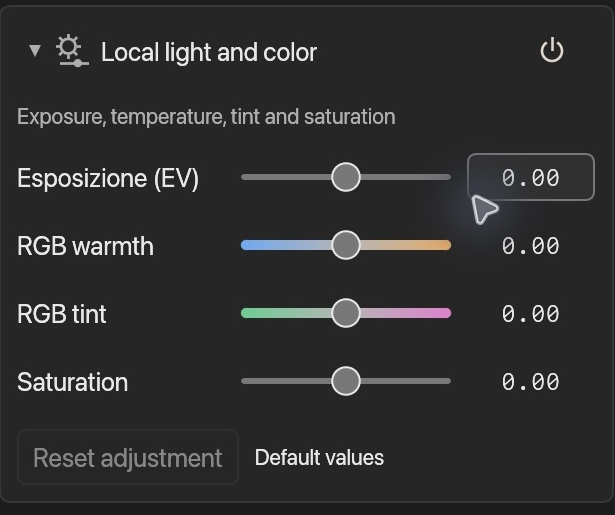 Local light and color
Exposure, temperature, tint and saturation
Esposizione (EV) 0.00
RGB warmth 0.00
RGB tint 0.00
Saturation 0.00
Reset adjustment Default values